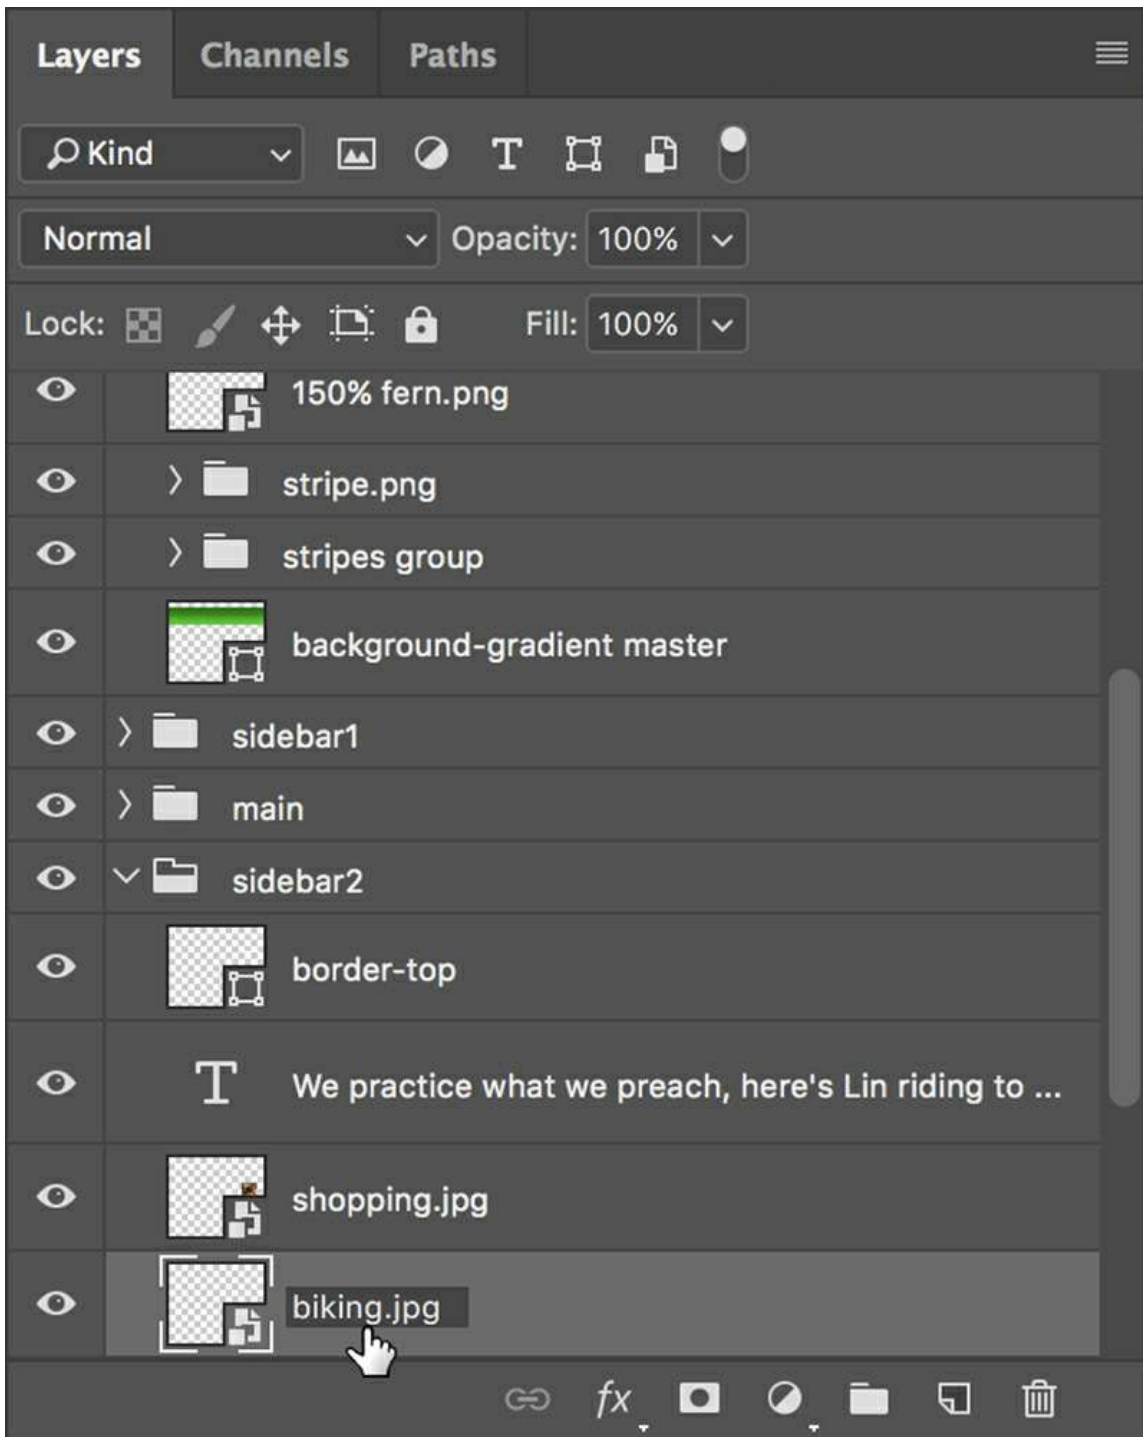 Layers Channels Paths
Kind T
Normal Opacity: 100%
Lock: Fill: 100%
150% fern.png
stripe.png
stripes group
background-gradient master
sidebar1
main
sidebar2
border-top
T We practice what we preach, here's Lin riding to ...
shopping.jpg
biking.jpg
fx